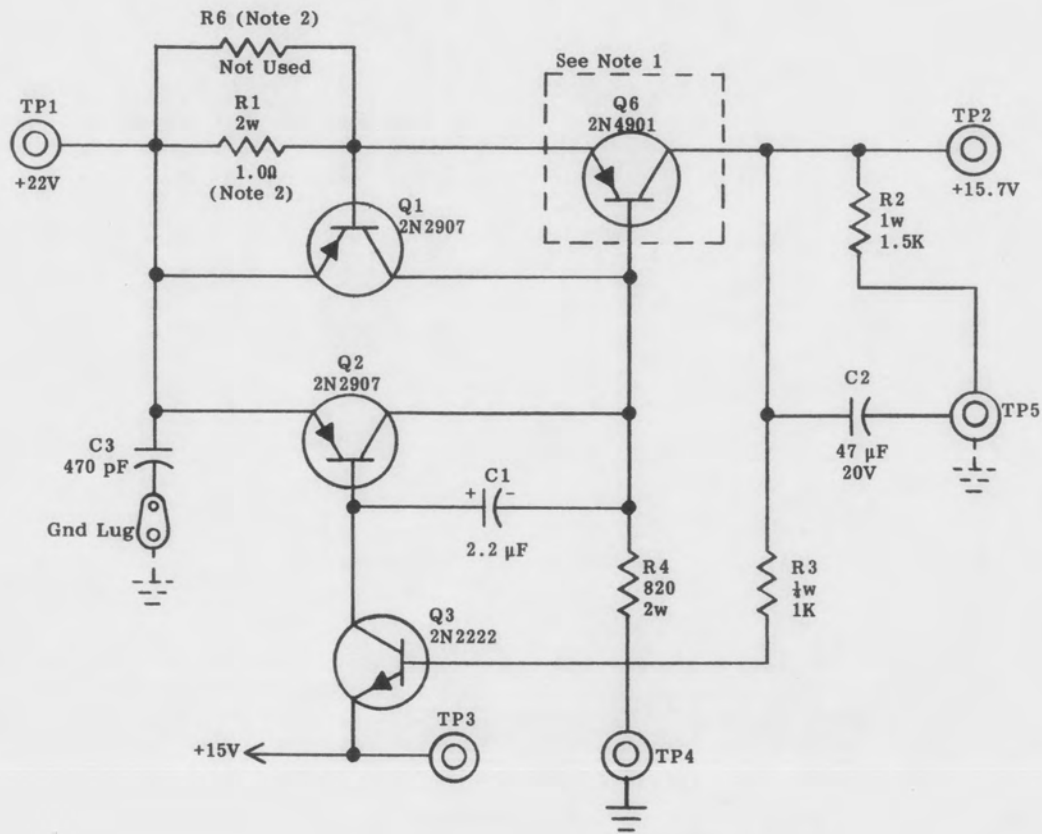 R6 (Note 2)
Not Used
See Note 1
TP1
R1
2w
Q6
2N4901
TP2
+22V
1.0Ω
(Note 2)
Q1
2N2907
+15.7V
R2
1w
1.5K
Q2
2N2907
C2
TP5
C3
470 pF
47 μF
20V
C1
+ -
Gnd Lug
2.2 μF
R4
820
2w
R3
¼w
1K
Q3
2N2222
TP3
+15V
TP4